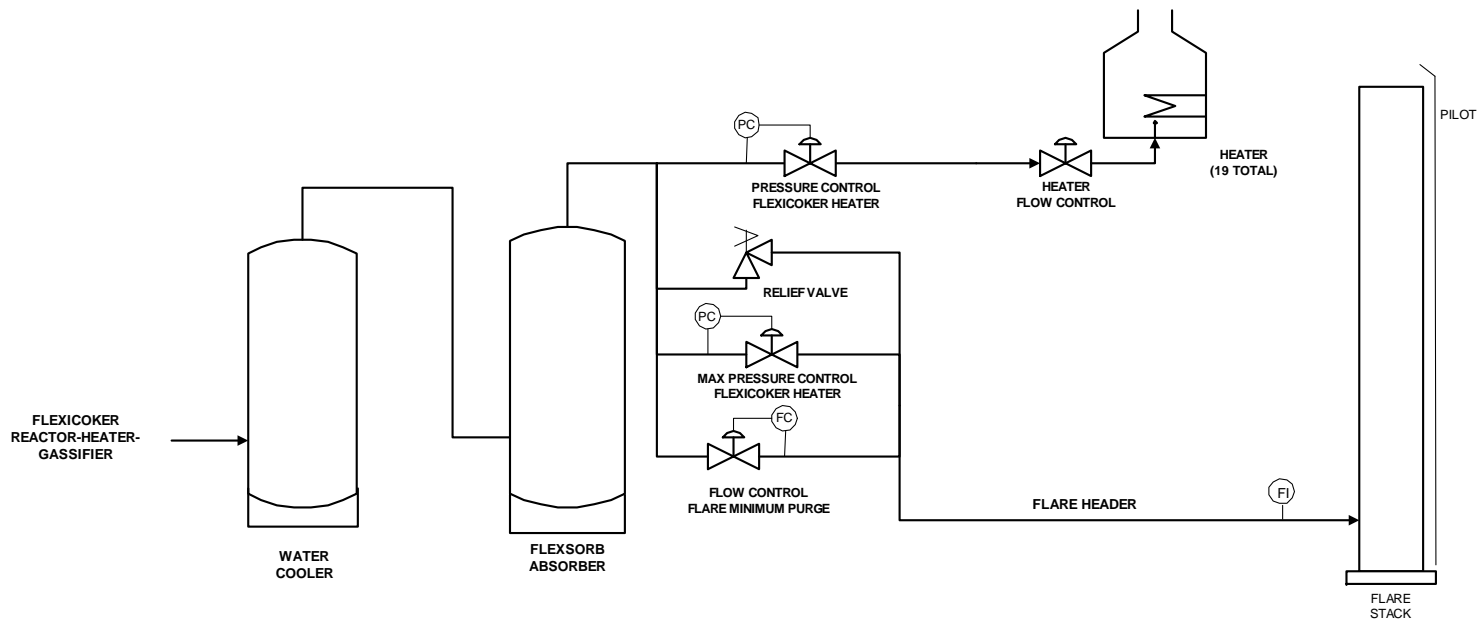 PILOT
PC
HEATER
(19 TOTAL)
PRESSURE CONTROL
FLEXICOKER HEATER
HEATER
FLOW CONTROL
RELIEF VALVE
PC
MAX PRESSURE CONTROL
FLEXICOKER HEATER
FLEXICOKER
REACTOR-HEATER-
GASSIFIER
FC
FLOW CONTROL
FLARE MINIMUM PURGE
FLARE HEADER
FI
WATER
COOLER
FLEXSORB
ABSORBER
FLARE
STACK